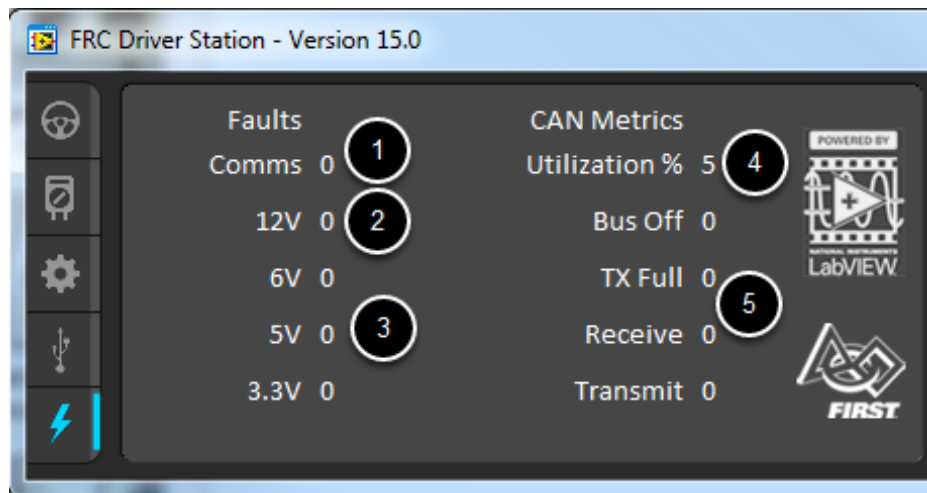 FRC Driver Station - Version 15.0
Faults
Comms 0 1
12V 0 2
6V 0
5V 0 3
3.3V 0
CAN Metrics
Utilization % 5 4
Bus Off 0
TX Full 0
5
Receive 0
Transmit 0
POWERED BY
NATIONAL INSTRUMENTS
LabVIEW
FIRST